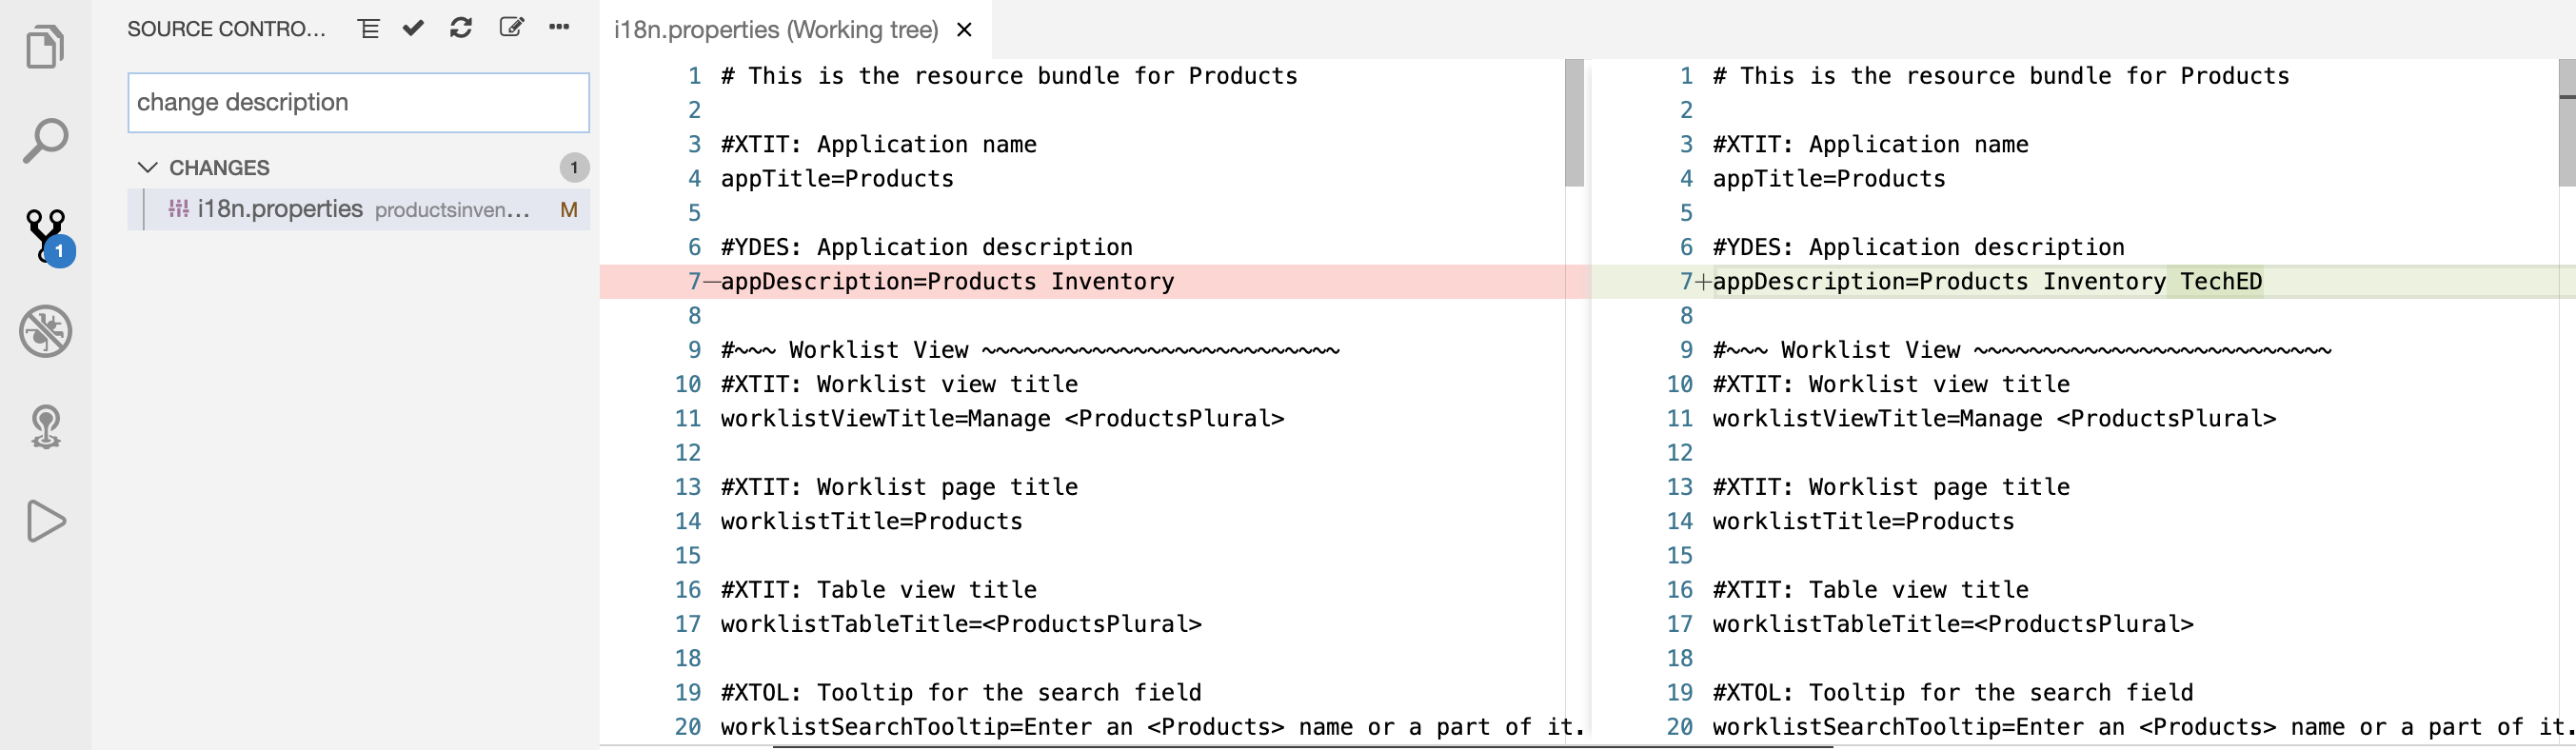 SOURCE CONTRO...
change description
CHANGES 1
i18n.properties productsinven... M
1
i18n.properties (Working tree)
1 # This is the resource bundle for Products
2
3 #XTIT: Application name
4 appTitle=Products
5
6 #YDES: Application description
7—appDescription=Products Inventory
8
9 #~~~ Worklist View ~~~~~~~~~~~~~~~~~~~~~~~~~~
10 #XTIT: Worklist view title
11 worklistViewTitle=Manage <ProductsPlural>
12
13 #XTIT: Worklist page title
14 worklistTitle=Products
15
16 #XTIT: Table view title
17 worklistTableTitle=<ProductsPlural>
18
19 #XTOL: Tooltip for the search field
20 worklistSearchTooltip=Enter an <Products> name or a part of it.
1 # This is the resource bundle for Products
2
3 #XTIT: Application name
4 appTitle=Products
5
6 #YDES: Application description
7+appDescription=Products Inventory TechED
8
9 #~~~ Worklist View ~~~~~~~~~~~~~~~~~~~~~~~~~~
10 #XTIT: Worklist view title
11 worklistViewTitle=Manage <ProductsPlural>
12
13 #XTIT: Worklist page title
14 worklistTitle=Products
15
16 #XTIT: Table view title
17 worklistTableTitle=<ProductsPlural>
18
19 #XTOL: Tooltip for the search field
20 worklistSearchTooltip=Enter an <Products> name or a part of it.